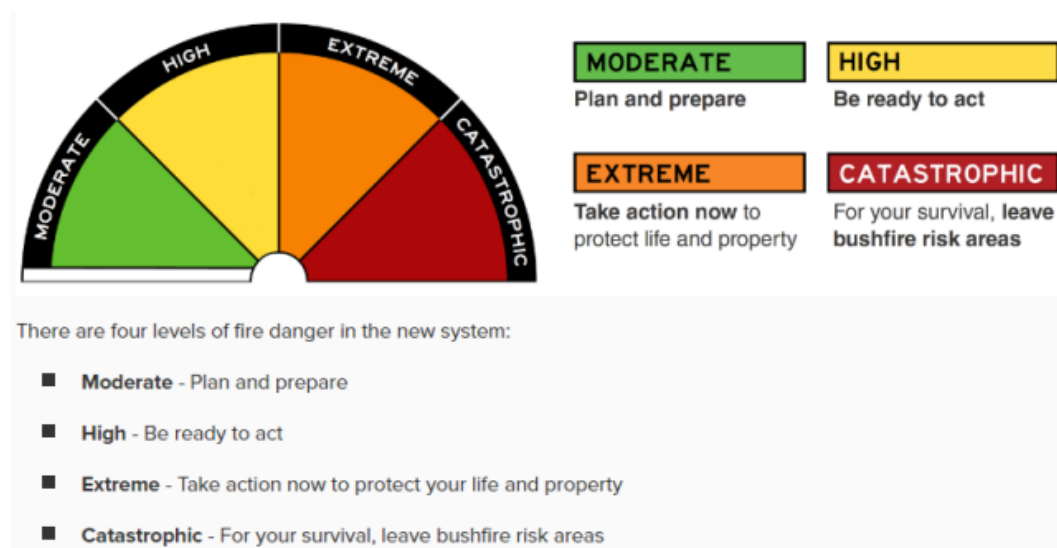 MODERATE
HIGH
EXTREME
CATASTROPHIC
MODERATE
Plan and prepare
HIGH
Be ready to act
EXTREME
Take action now to
protect life and property
CATASTROPHIC
For your survival, leave
bushfire risk areas
There are four levels of fire danger in the new system:
Moderate - Plan and prepare
High - Be ready to act
Extreme - Take action now to protect your life and property
Catastrophic - For your survival, leave bushfire risk areas